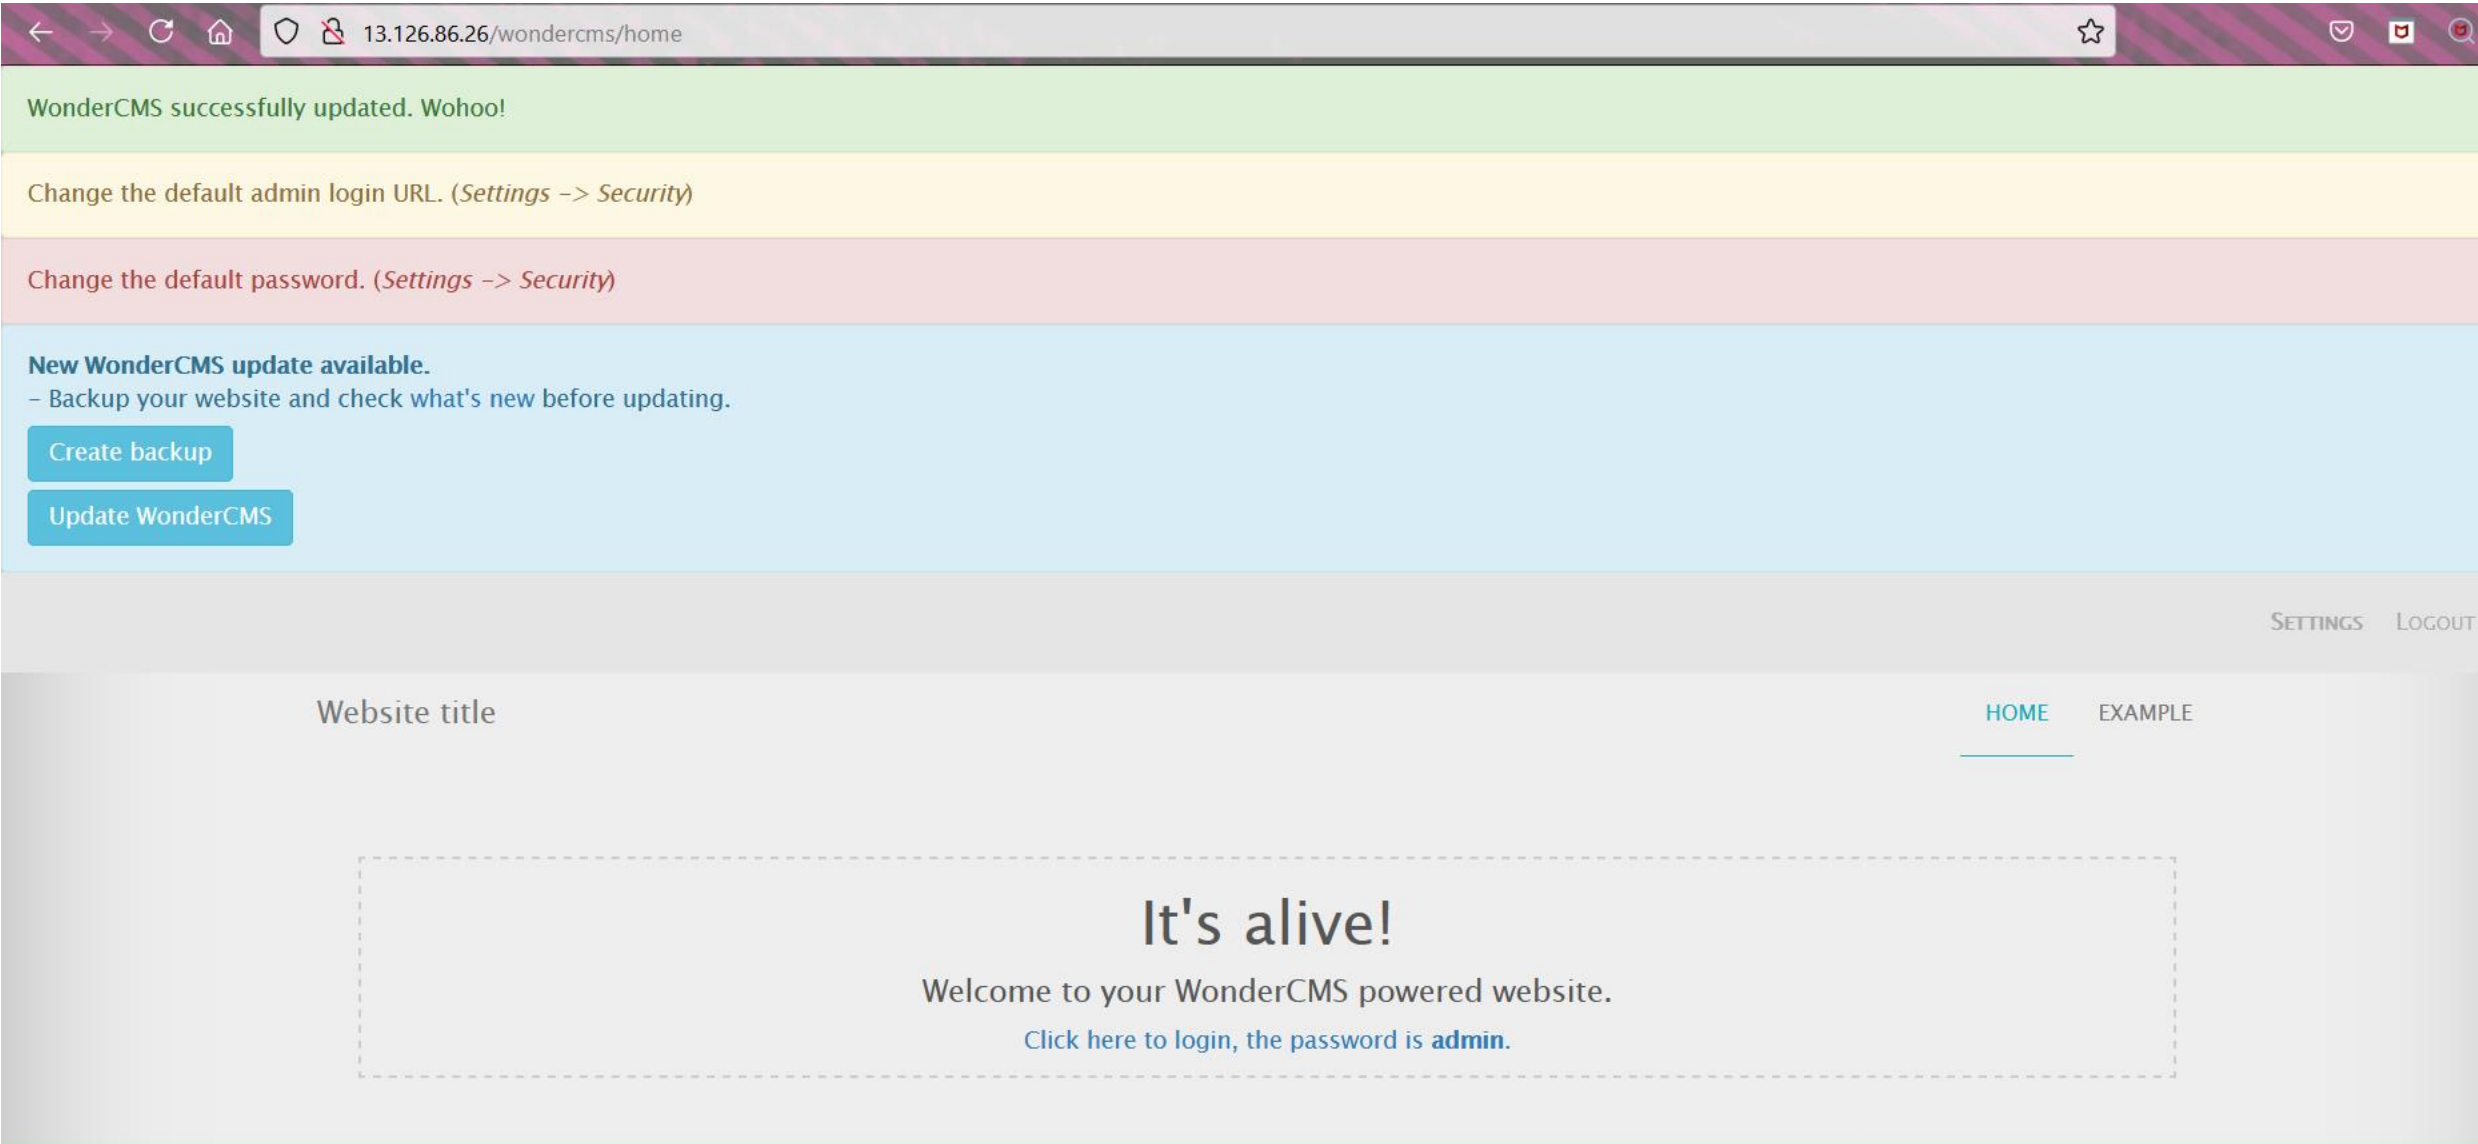 13.126.86.26/wondercms/home
WonderCMS successfully updated. Wohoo!
Change the default admin login URL. (Settings -> Security)
Change the default password. (Settings -> Security)
New WonderCMS update available.
- Backup your website and check what's new before updating.
Create backup
Update WonderCMS
SETTINGS LOGOUT
Website title
HOME EXAMPLE
It's alive!
Welcome to your WonderCMS powered website.
Click here to login, the password is admin.